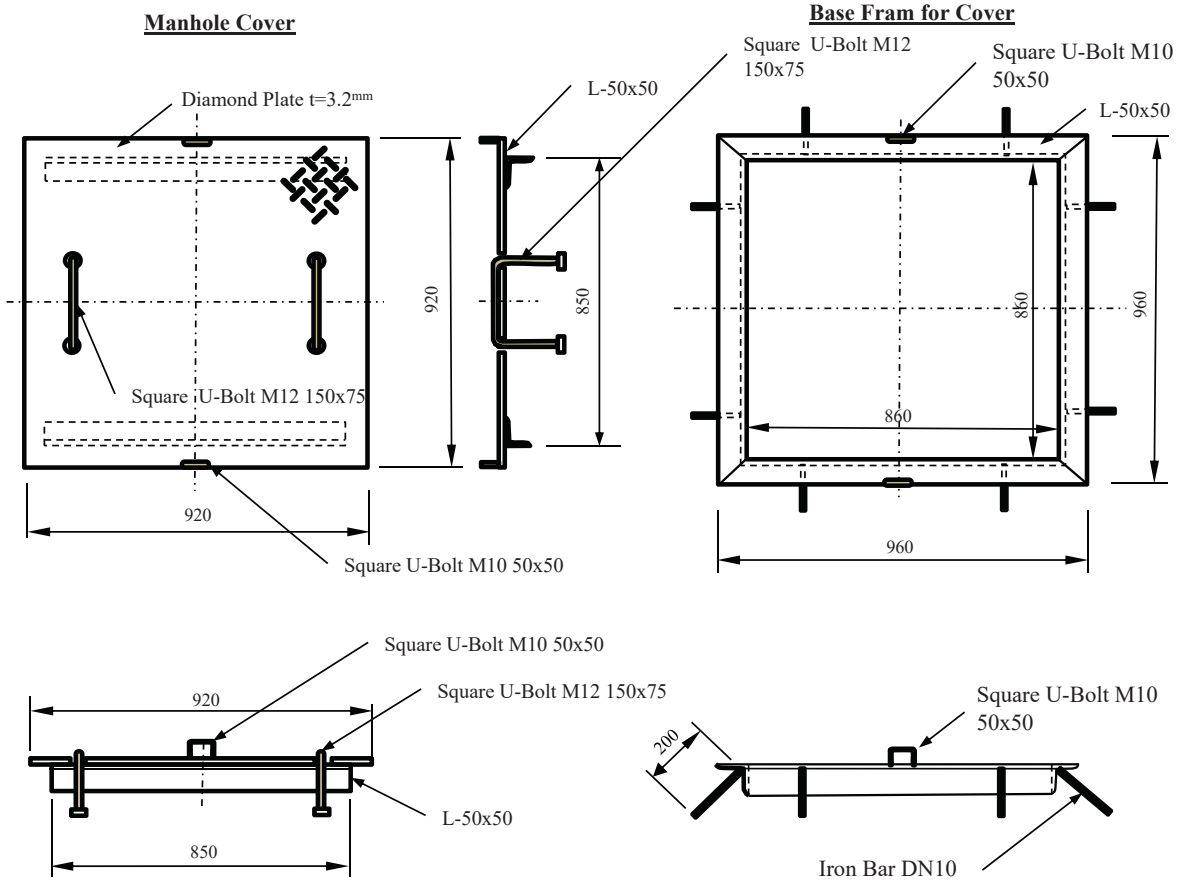 Manhole Cover
Base Fram for Cover
Square U-Bolt M12
150x75
Square U-Bolt M10
50x50
L-50x50
L-50x50
Diamond Plate t=3.2mm
920
850
860
960
Square U-Bolt M12 150x75
860
920
960
Square U-Bolt M10 50x50
Square U-Bolt M10 50x50
Square U-Bolt M12 150x75
920
L-50x50
850
Square U-Bolt M10
50x50
200
Iron Bar DN10